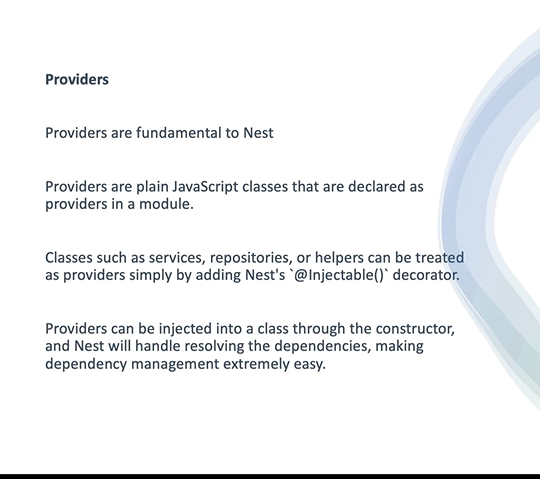 Providers
Providers are fundamental to Nest
Providers are plain JavaScript classes that are declared as
providers in a module.
Classes such as services, repositories, or helpers can be treated
as providers simply by adding Nest's `@Injectable()` decorator.
Providers can be injected into a class through the constructor,
and Nest will handle resolving the dependencies, making
dependency management extremely easy.